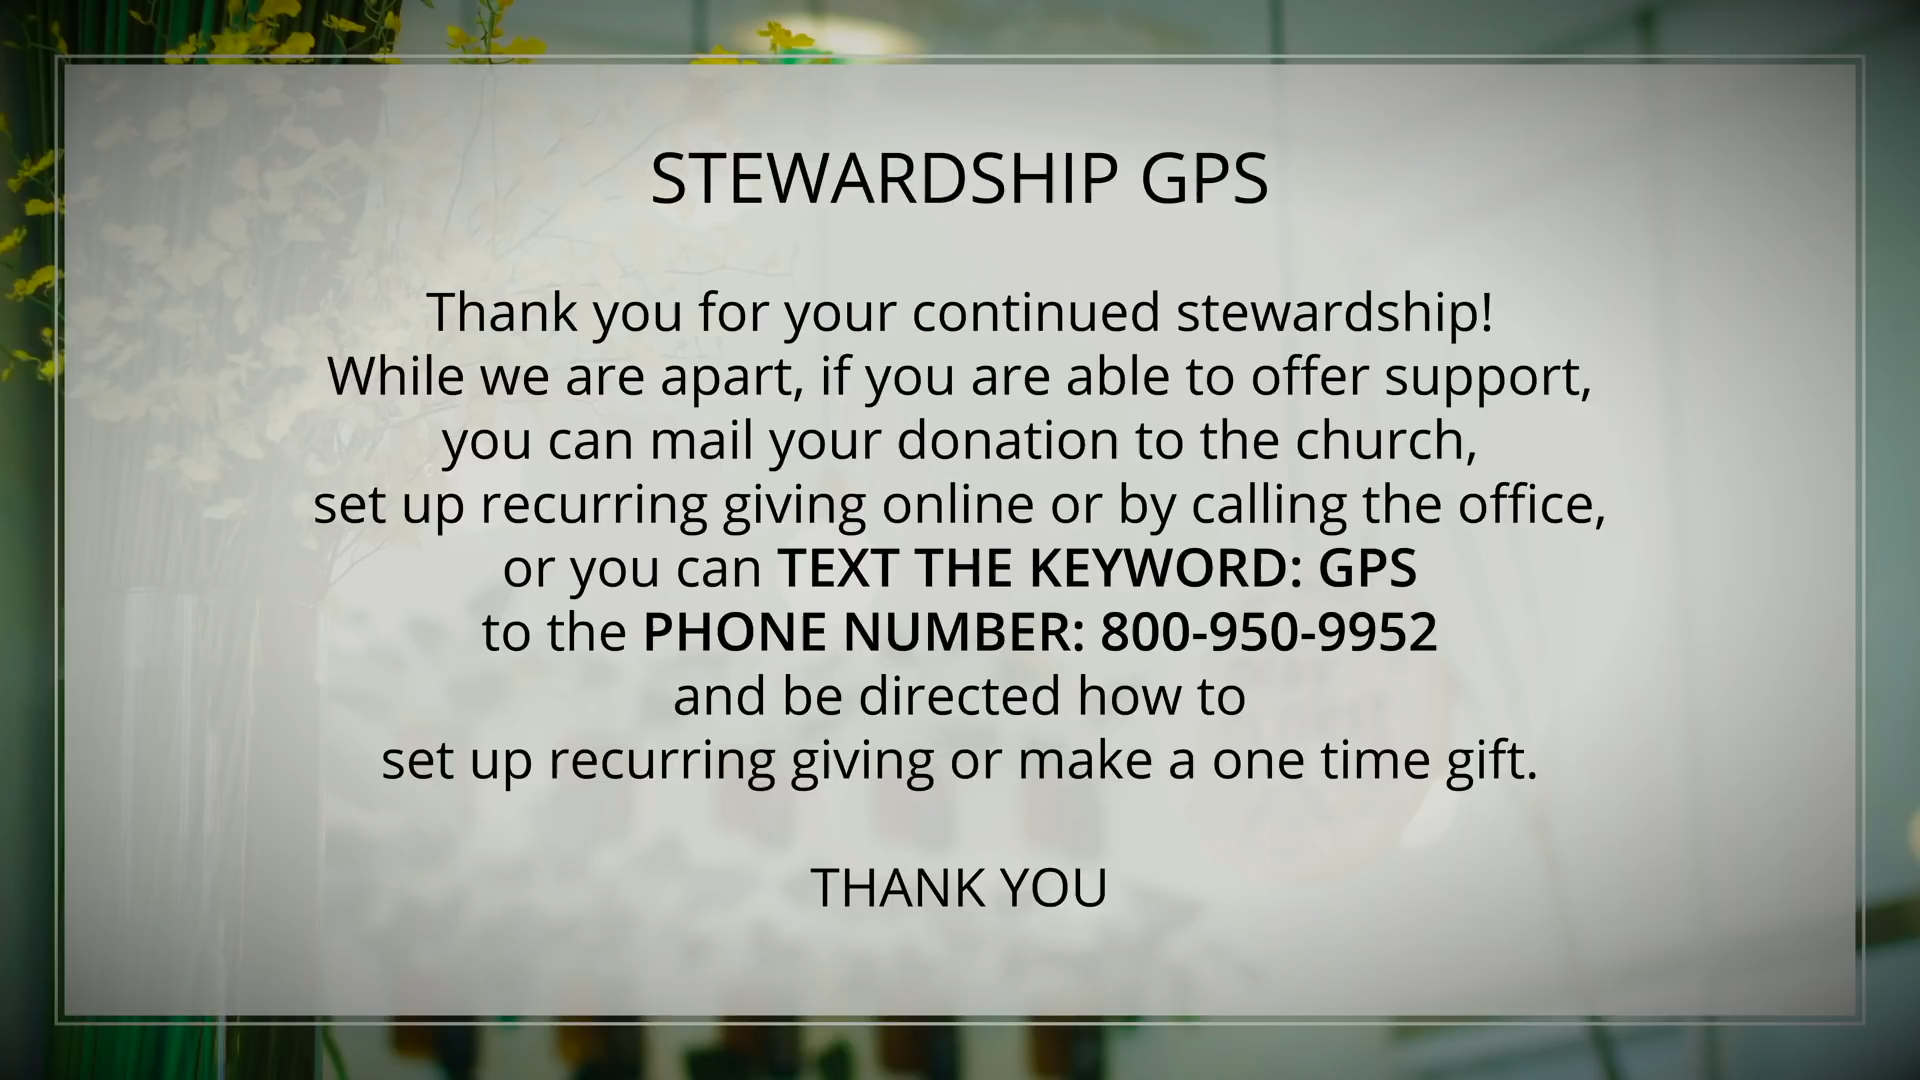 STEWARDSHIP GPS
Thank you for your continued stewardship!
While we are apart, if you are able to offer support,
you can mail your donation to the church,
set up recurring giving online or by calling the office,
or you can TEXT THE KEYWORD: GPS
to the PHONE NUMBER: 800-950-9952
and be directed how to
set up recurring giving or make a one time gift.
THANK YOU